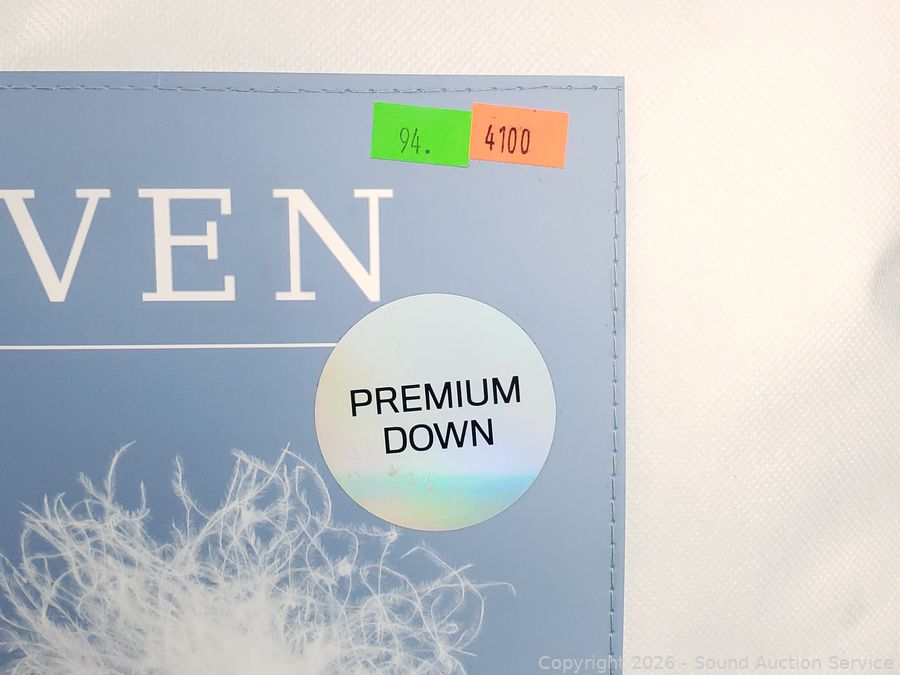 94. 4100
VEN
PREMIUM
DOWN
Copyright 2026 - Sound Auction Service